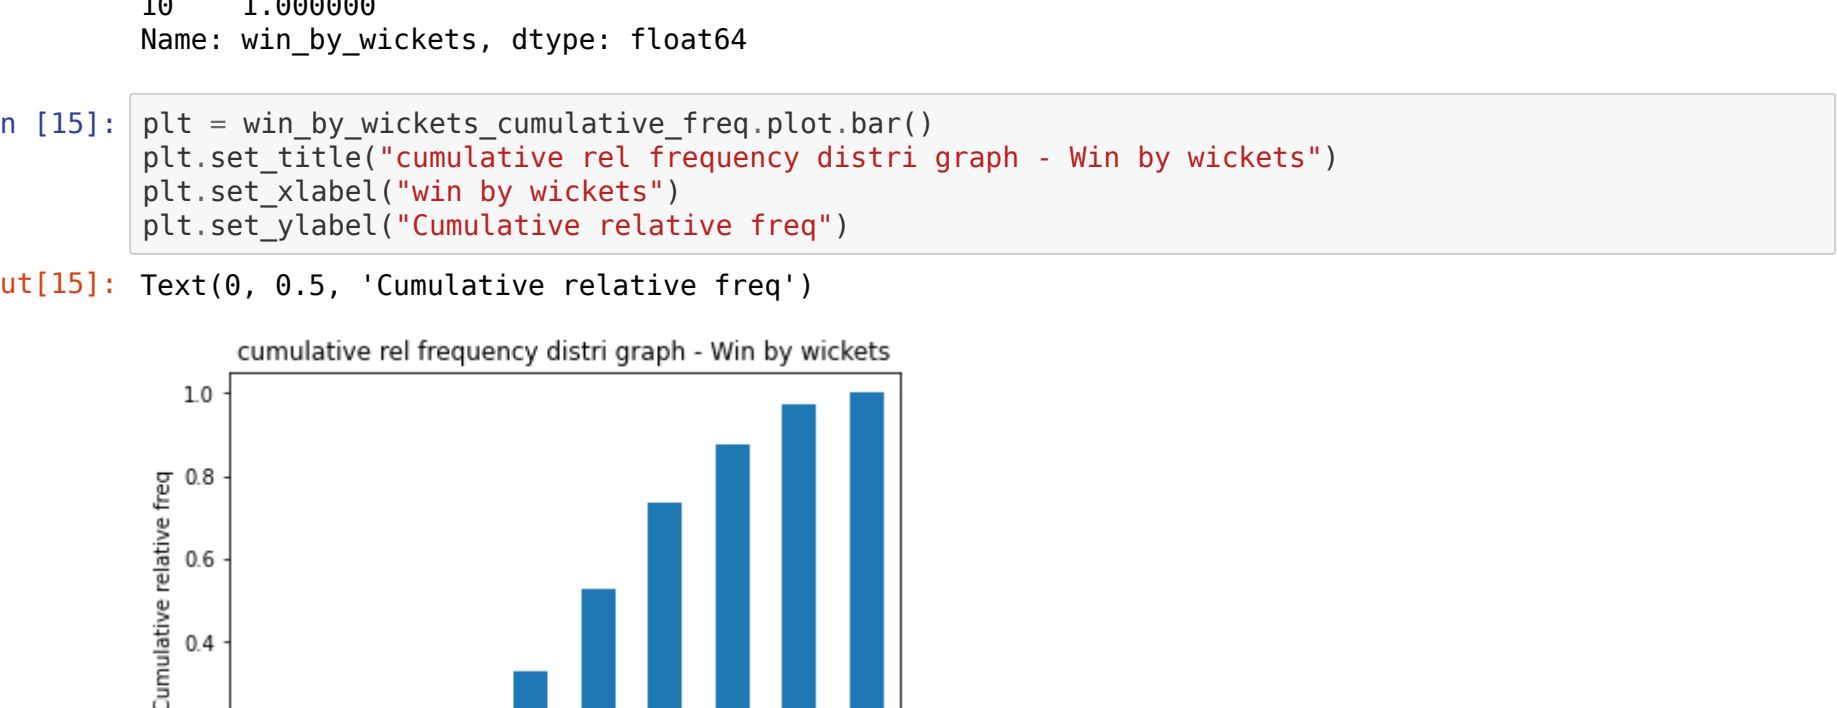 10    1.000000
Name: win_by_wickets, dtype: float64
n [15]: plt = win_by_wickets_cumulative_freq.plot.bar()
plt.set_title("cumulative rel frequency distri graph - Win by wickets")
plt.set_xlabel("win by wickets")
plt.set_ylabel("Cumulative relative freq")
ut[15]: Text(0, 0.5, 'Cumulative relative freq')
cumulative rel frequency distri graph - Win by wickets
1.0
0.8
0.6
0.4
Cumulative relative freq